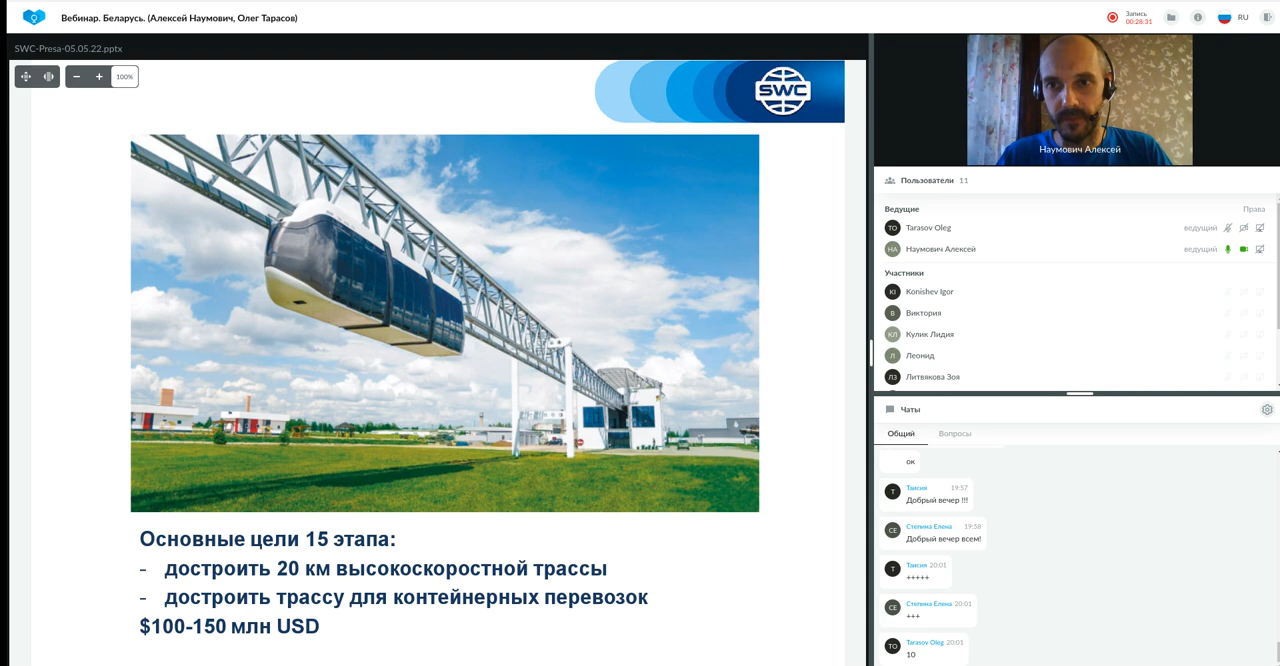 Вебинар. Беларусь. (Алексей Наумович, Олег Тарасов)
Запись
00:28:31
RU
SWC-Presa-05.05.22.pptx
100%
SWC
Основные цели 15 этапа:
- достроить 20 км высокоскоростной трассы
- достроить трассу для контейнерных перевозок
$100-150 млн USD
Наумович Алексей
Пользователи 11
Ведущие Права
TO Tarasov Oleg ведущий
НА Наумович Алексей ведущий
Участники
KI Konishev Igor
В Виктория
КЛ Кулик Лидия
Л Леонид
ЛЗ Литвякова Зоя
Чаты
Общий Вопросы
ок
Т Таисия 19:57
Добрый вечер !!!
СЕ Степина Елена 19:58
Добрый вечер всем!
Т Таисия 20:01
+++++
СЕ Степина Елена 20:01
+++
TO Tarasov Oleg 20:01
10